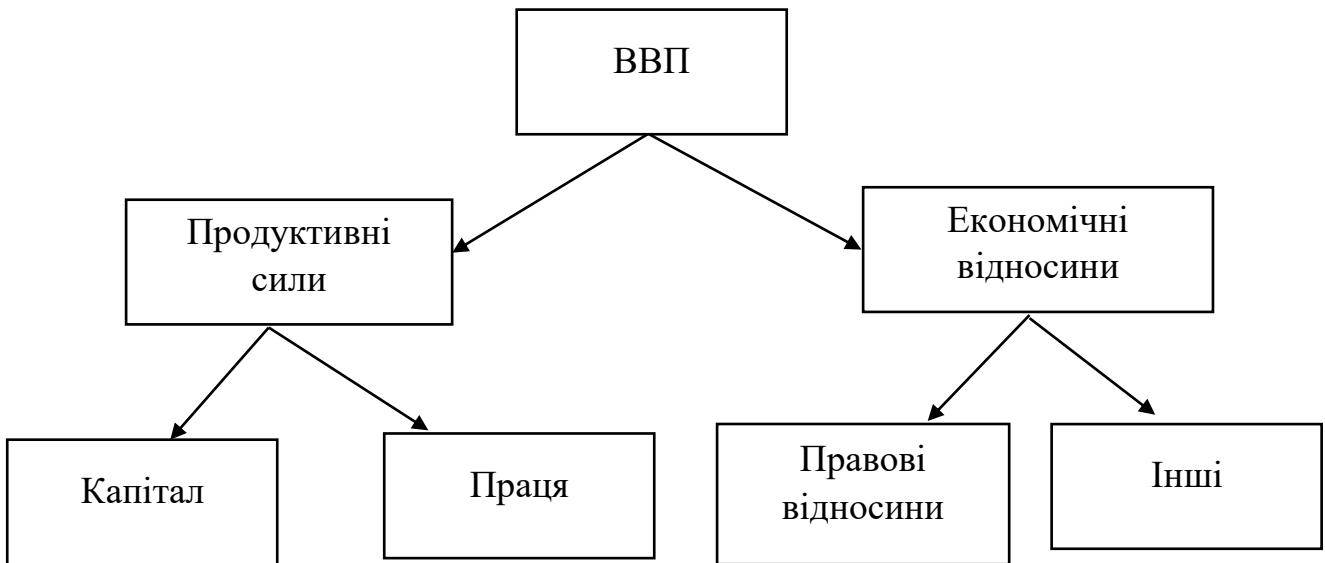 ВВП
Продуктивні
сили
Економічні
відносини
Капітал
Праця
Правові
відносини
Інші